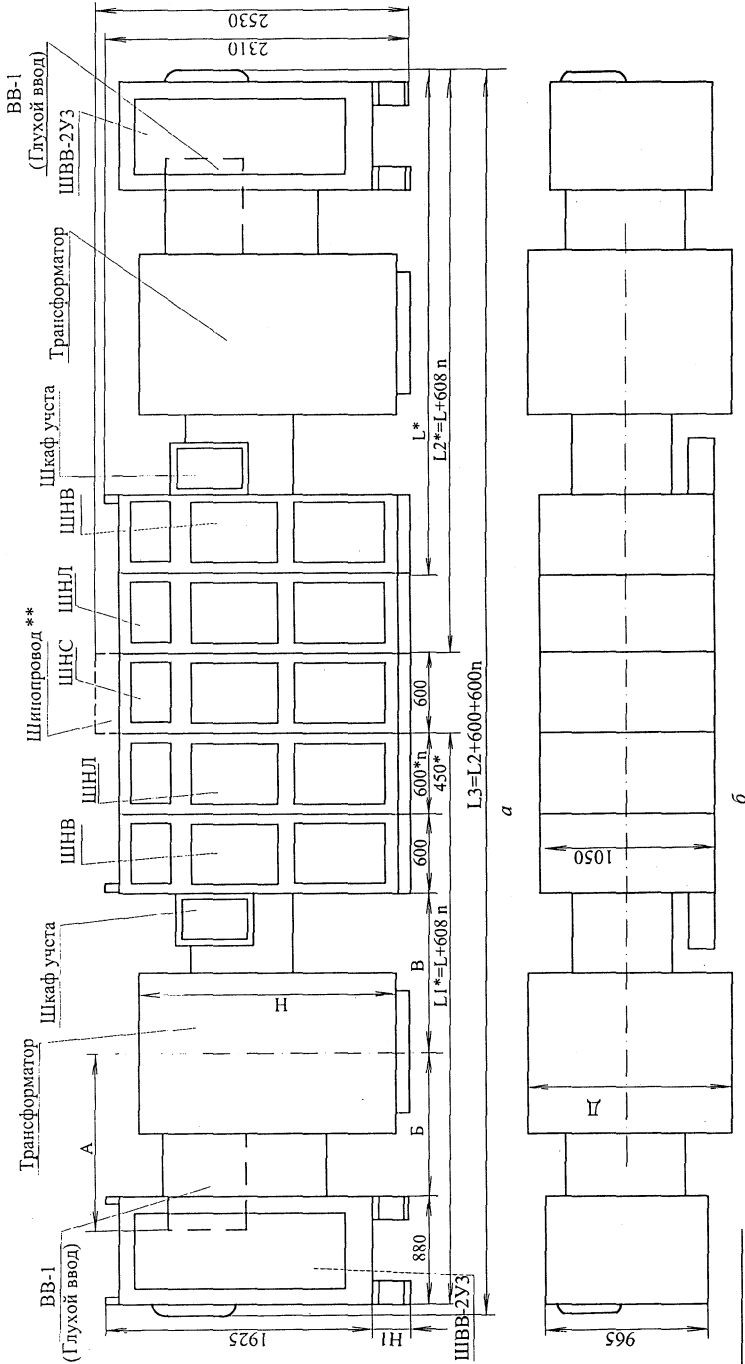 ВВ-1
(Глухой ввод)
Трансформатор
Шкаф учста
ШНВ
ШНЛ
Шинопровод**
ШНС
ШНЛ
ШНВ
Шкаф учста
Трансформатор
ВВ-1
(Глухой ввод)
ШВВ-2У3
2530
2310
А
Н
1925
Н1
880
Б
В
600
600*n
450*
600
L*
L1*=L+608 n
L2*=L+608 n
L3=L2+600+600n
ШВВ-2У3
а
965
Д
1050
б